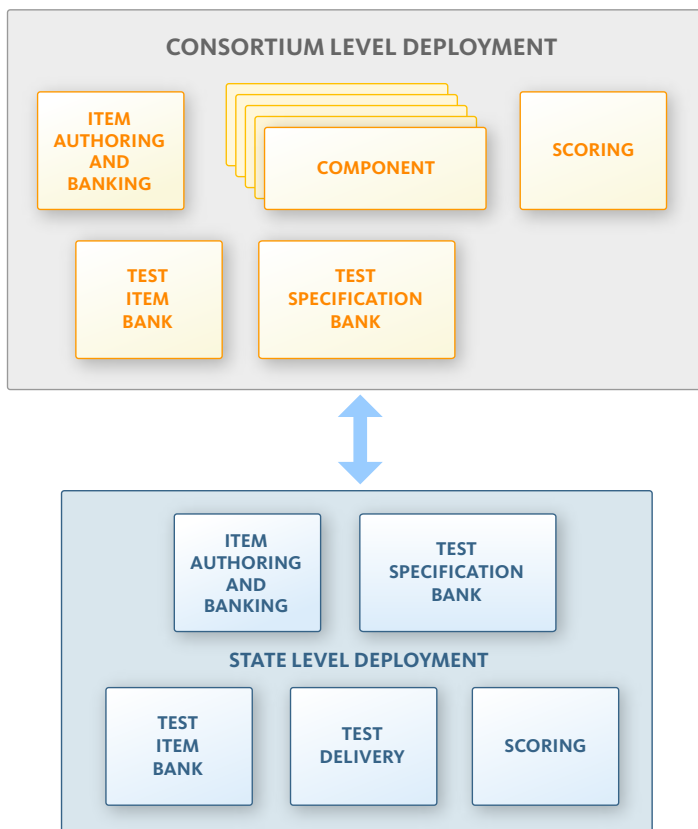 CONSORTIUM LEVEL DEPLOYMENT
ITEM
AUTHORING
AND
BANKING
COMPONENT
SCORING
TEST
ITEM
BANK
TEST
SPECIFICATION
BANK
ITEM
AUTHORING
AND
BANKING
TEST
SPECIFICATION
BANK
STATE LEVEL DEPLOYMENT
TEST
ITEM
BANK
TEST
DELIVERY
SCORING